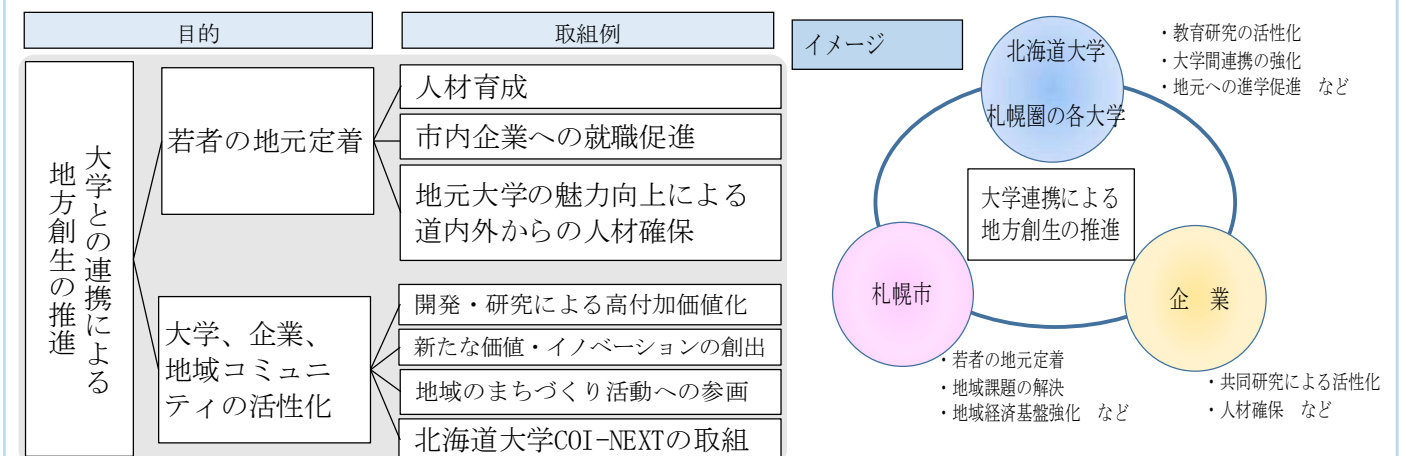 目的
取組例
大学との連携による
地方創生の推進
若者の地元定着
人材育成
市内企業への就職促進
地元大学の魅力向上による
道内外からの人材確保
大学、企業、
地域コミュニ
ティの活性化
開発・研究による高付加価値化
新たな価値・イノベーションの創出
地域のまちづくり活動への参画
北海道大学COI-NEXTの取組
イメージ
北海道大学
札幌圏の各大学
・教育研究の活性化
・大学間連携の強化
・地元への進学促進　など
大学連携による
地方創生の推進
札幌市
企　業
・若者の地元定着
・地域課題の解決
・地域経済基盤強化　など
・共同研究による活性化
・人材確保　など